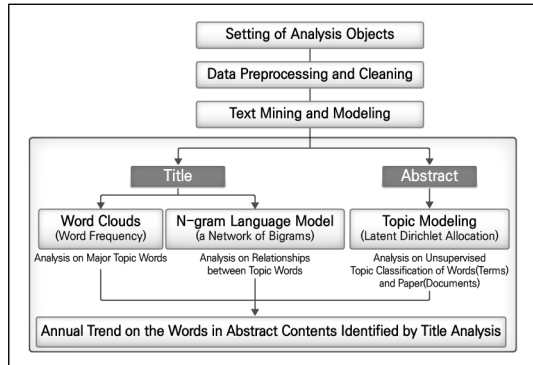 Setting of Analysis Objects
Data Preprocessing and Cleaning
Text Mining and Modeling
Title
Abstract
Word Clouds
(Word Frequency)
N-gram Language Model
(a Network of Bigrams)
Topic Modeling
(Latent Dirichlet Allocation)
Analysis on Major Topic Words
Analysis on Relationships
between Topic Words
Analysis on Unsupervised
Topic Classification of Words(Terms)
and Paper(Documents)
Annual Trend on the Words in Abstract Contents Identified by Title Analysis